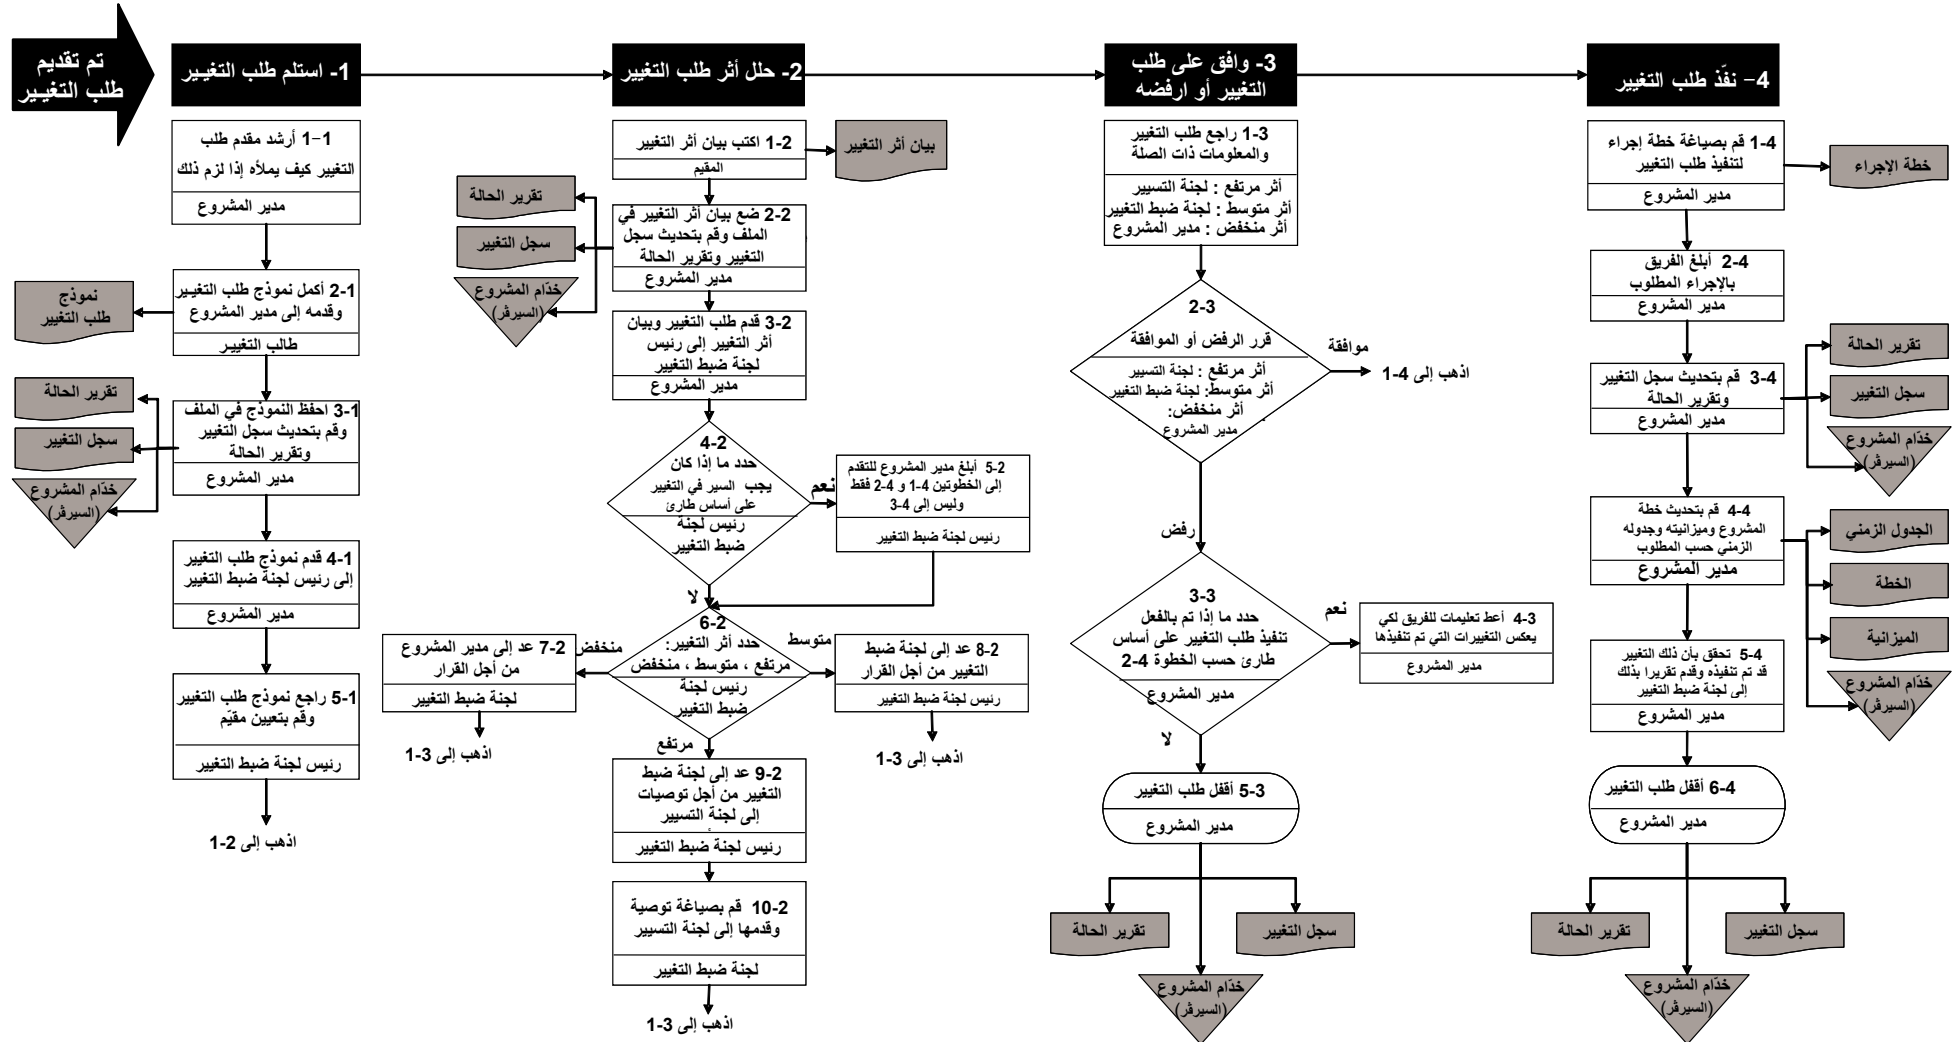 تم تقديم
طلب التغيير
1- استلم طلب التغيير
1-1 أرشد مقدم طلب
التغيير كيف يملأه إذا لزم ذلك
مدير المشروع
2-1 أكمل نموذج طلب التغيير
وقدمه إلى مدير المشروع
طالب التغيير
نموذج
طلب التغيير
3-1 احفظ النموذج في الملف
وقم بتحديث سجل التغيير
وتقرير الحالة
مدير المشروع
تقرير الحالة
سجل التغيير
خدّام المشروع
(السيرڤر)
4-1 قدم نموذج طلب التغيير
إلى رئيس لجنة ضبط التغيير
مدير المشروع
5-1 راجع نموذج طلب التغيير
وقم بتعيين مقيّم
رئيس لجنة ضبط التغيير
اذهب إلى 2-1
2- حلل أثر طلب التغيير
1-2 اكتب بيان أثر التغيير
المقيم
بيان أثر التغيير
2-2 ضع بيان أثر التغيير في
الملف وقم بتحديث سجل
التغيير وتقرير الحالة
مدير المشروع
تقرير الحالة
سجل التغيير
خدّام المشروع
(السيرڤر)
3-2 قدم طلب التغيير وبيان
أثر التغيير إلى رئيس
لجنة ضبط التغيير
مدير المشروع
4-2
حدد ما إذا كان
يجب السير في التغيير
على أساس طارئ
رئيس لجنة
ضبط التغيير
نعم
5-2 أبلغ مدير المشروع للتقدم
إلى الخطوتين 4-1 و 4-2 فقط
وليس إلى 4-3
رئيس لجنة ضبط التغيير
لا
6-2
حدد أثر التغيير:
مرتفع ، متوسط ، منخفض
رئيس لجنة
ضبط التغيير
منخفض
7-2 عد إلى مدير المشروع
من أجل القرار
لجنة ضبط التغيير
اذهب إلى 3-1
متوسط
8-2 عد إلى لجنة ضبط
التغيير من أجل القرار
رئيس لجنة ضبط التغيير
اذهب إلى 3-1
مرتفع
9-2 عد إلى لجنة ضبط
التغيير من أجل توصيات
إلى لجنة التسيير
رئيس لجنة ضبط التغيير
10-2 قم بصياغة توصية
وقدمها إلى لجنة التسيير
لجنة ضبط التغيير
اذهب إلى 3-1
3- وافق على طلب
التغيير أو ارفضه
1-3 راجع طلب التغيير
والمعلومات ذات الصلة
أثر مرتفع : لجنة التسيير
أثر متوسط : لجنة ضبط التغيير
أثر منخفض : مدير المشروع
2-3
قرر الرفض أو الموافقة
أثر مرتفع : لجنة التسيير
أثر متوسط: لجنة ضبط التغيير
أثر منخفض:
مدير المشروع
موافقة
اذهب إلى 4-1
رفض
3-3
حدد ما إذا تم بالفعل
تنفيذ طلب التغيير على أساس
طارئ حسب الخطوة 4-2
مدير المشروع
نعم
4-3 أعط تعليمات للفريق لكي
يعكس التغييرات التي تم تنفيذها
مدير المشروع
لا
5-3 أقفل طلب التغيير
مدير المشروع
تقرير الحالة
سجل التغيير
خدّام المشروع
(السيرڤر)
4- نفّذ طلب التغيير
1-4 قم بصياغة خطة إجراء
لتنفيذ طلب التغيير
مدير المشروع
خطة الإجراء
2-4 أبلغ الفريق
بالإجراء المطلوب
مدير المشروع
3-4 قم بتحديث سجل التغيير
وتقرير الحالة
مدير المشروع
تقرير الحالة
سجل التغيير
خدّام المشروع
(السيرڤر)
4-4 قم بتحديث خطة
المشروع وميزانيته وجدوله
الزمني حسب المطلوب
مدير المشروع
الجدول الزمني
الخطة
الميزانية
خدّام المشروع
(السيرڤر)
5-4 تحقق بأن ذلك التغيير
قد تم تنفيذه وقدم تقريرا بذلك
إلى لجنة ضبط التغيير
مدير المشروع
6-4 أقفل طلب التغيير
مدير المشروع
تقرير الحالة
سجل التغيير
خدّام المشروع
(السيرڤر)